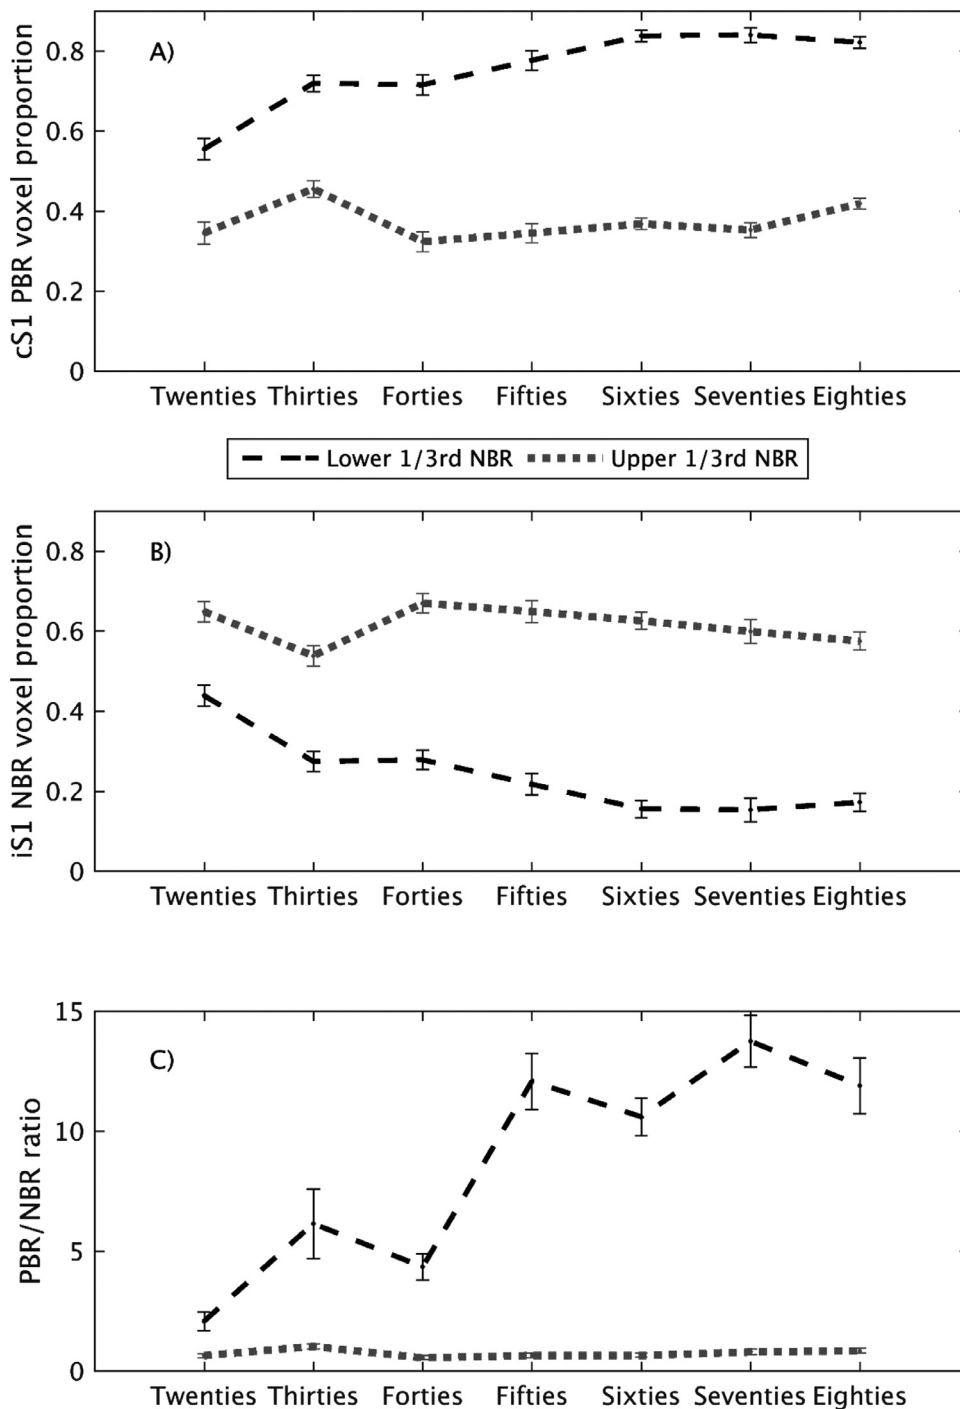 A)
cS1 PBR voxel proportion
0.8
0.6
0.4
0.2
0
Twenties Thirties Forties Fifties Sixties Seventies Eighties
Lower 1/3rd NBR Upper 1/3rd NBR
B)
iS1 NBR voxel proportion
0.8
0.6
0.4
0.2
0
Twenties Thirties Forties Fifties Sixties Seventies Eighties
C)
PBR/NBR ratio
15
10
5
0
Twenties Thirties Forties Fifties Sixties Seventies Eighties